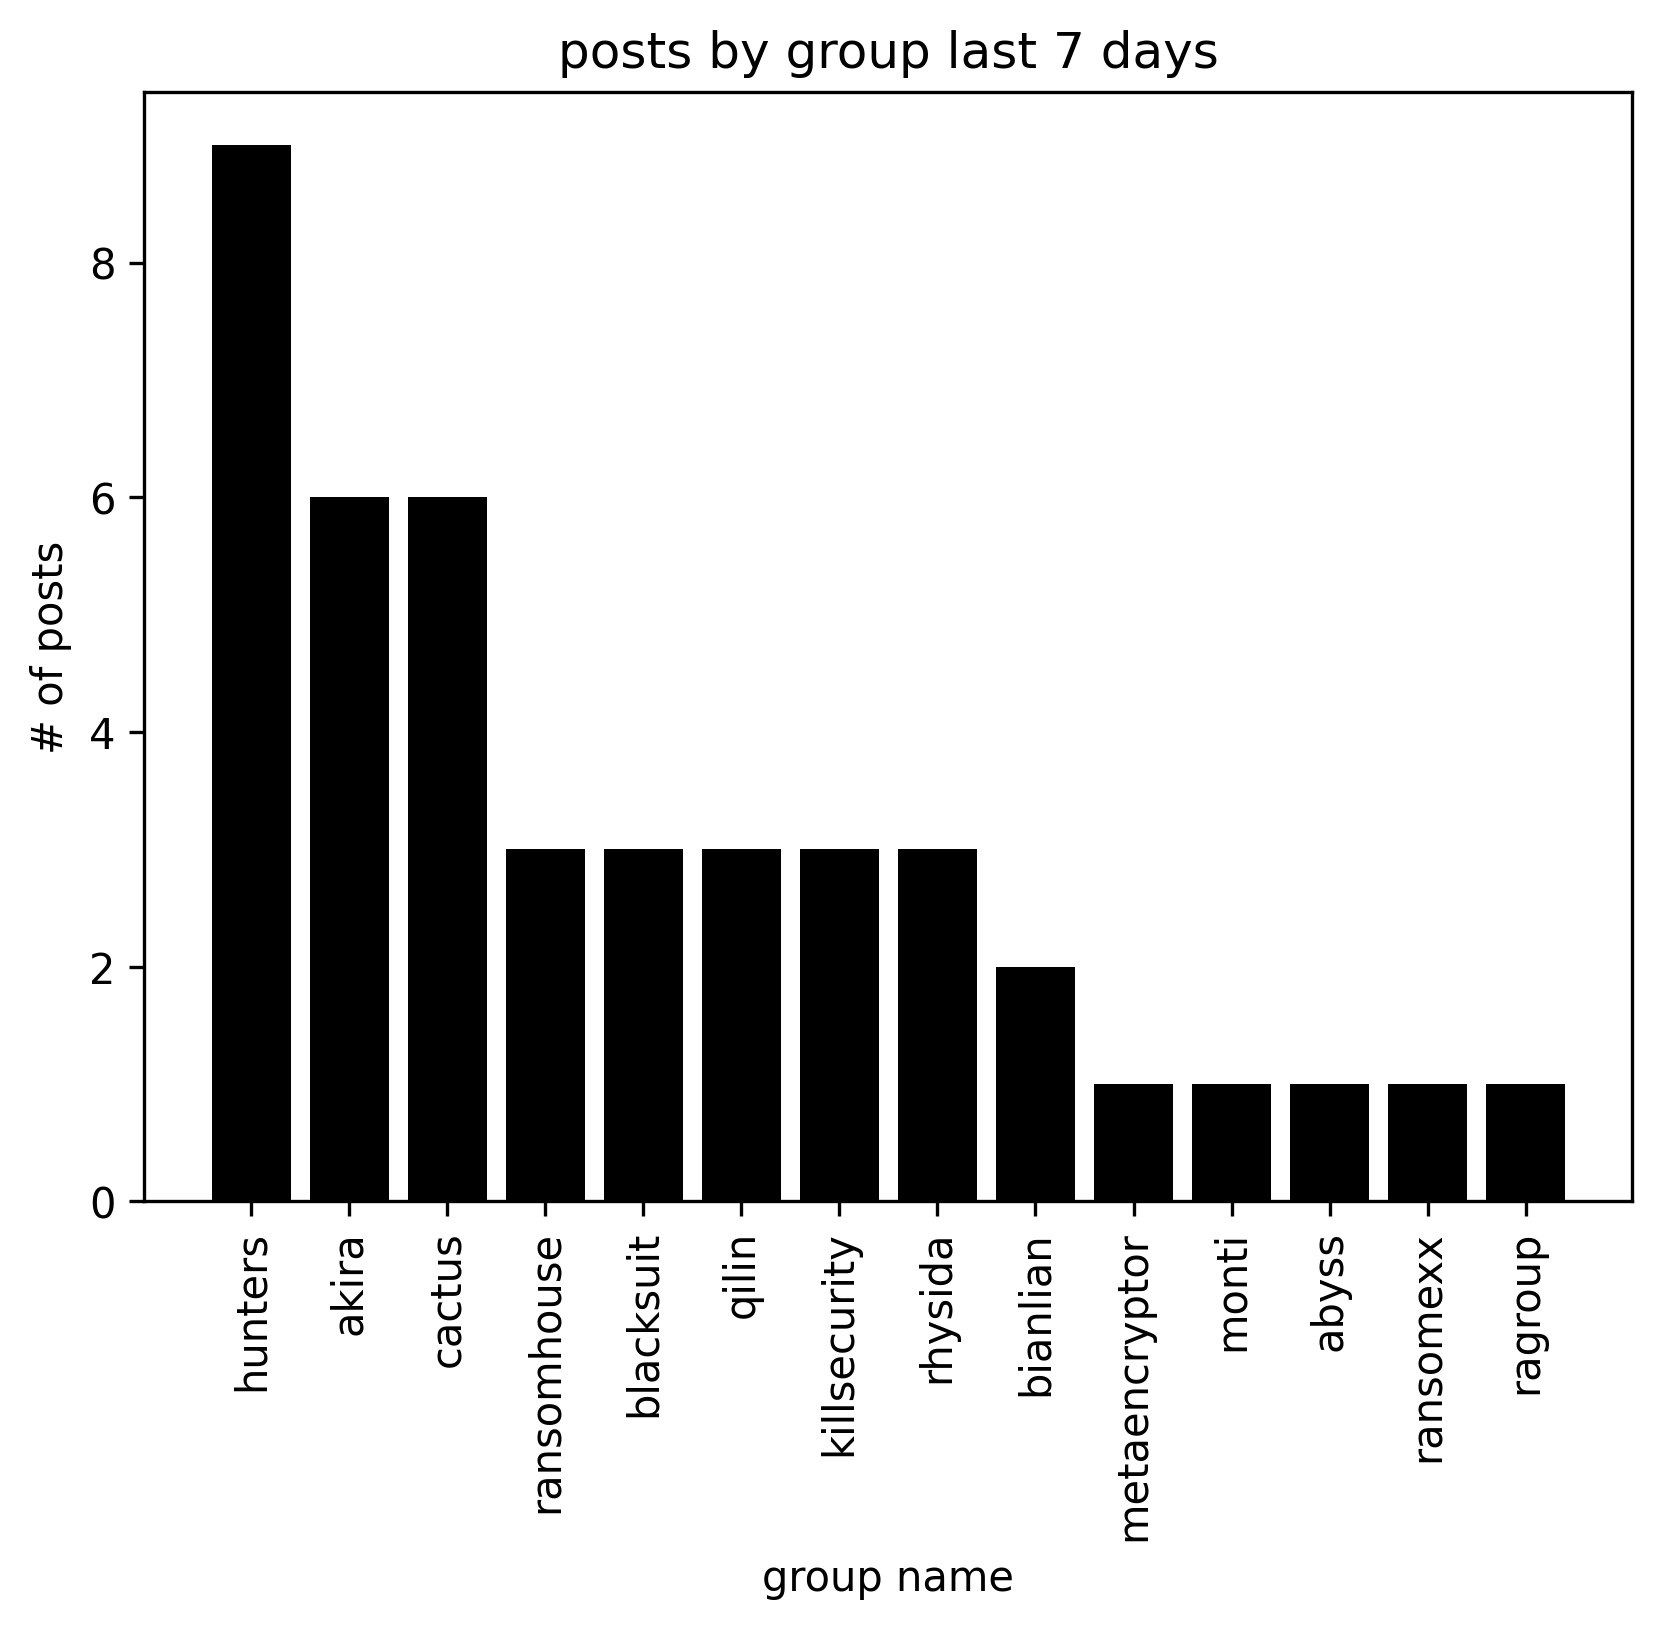 posts by group last 7 days
# of posts
8
6
4
2
0
hunters
akira
cactus
ransomhouse
blacksuit
qilin
killsecurity
rhysida
bianlian
metaencryptor
monti
abyss
ransomexx
ragroup
group name